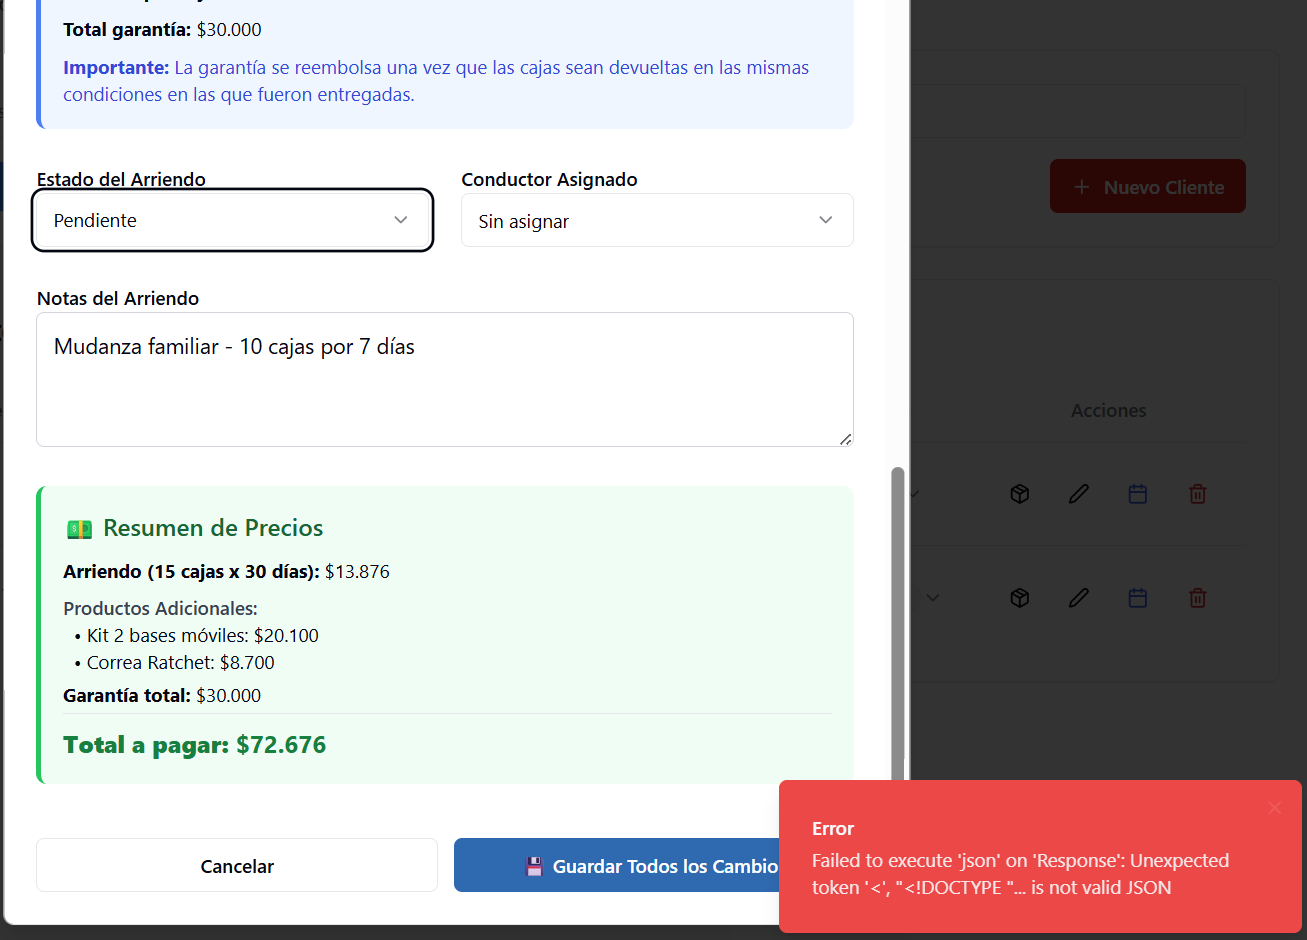 Total garantía: $30.000
Importante: La garantía se reembolsa una vez que las cajas sean devueltas en las mismas
condiciones en las que fueron entregadas.
Estado del Arriendo
Conductor Asignado
Nuevo Cliente
Pendiente
Sin asignar
Notas del Arriendo
Mudanza familiar - 10 cajas por 7 días
Acciones
Resumen de Precios
Arriendo (15 cajas x 30 días): $13.876
Productos Adicionales:
• Kit 2 bases móviles: $20.100
• Correa Ratchet: $8.700
Garantía total: $30.000
Total a pagar: $72.676
Cancelar
Guardar Todos los Cambio
Error
Failed to execute 'json' on 'Response': Unexpected
token '<', "<!DOCTYPE "... is not valid JSON